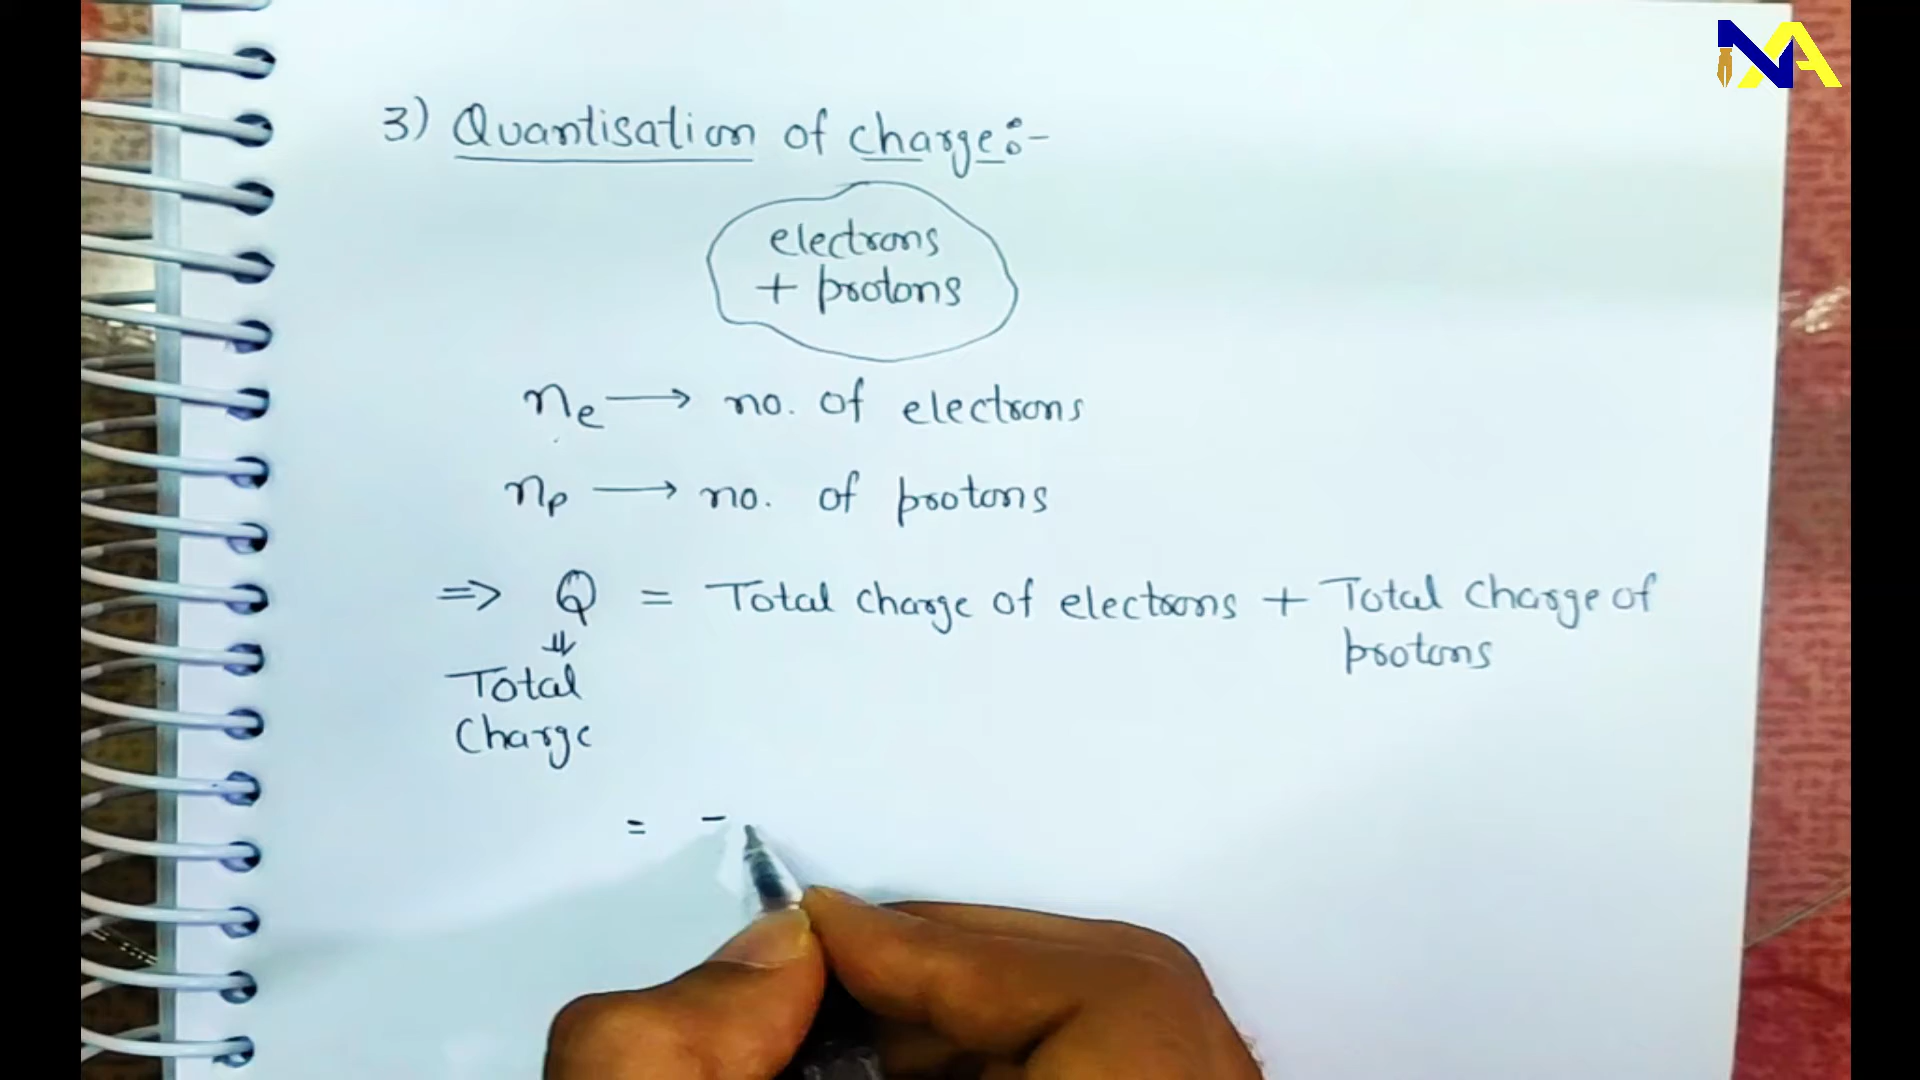 NA
3) Quantisation of charge:-
electrons
+ protons
ne → no. of electrons
np → no. of protons
⇒ Q = Total charge of electrons + Total charge of
protons
⇓
Total
Charge
= -